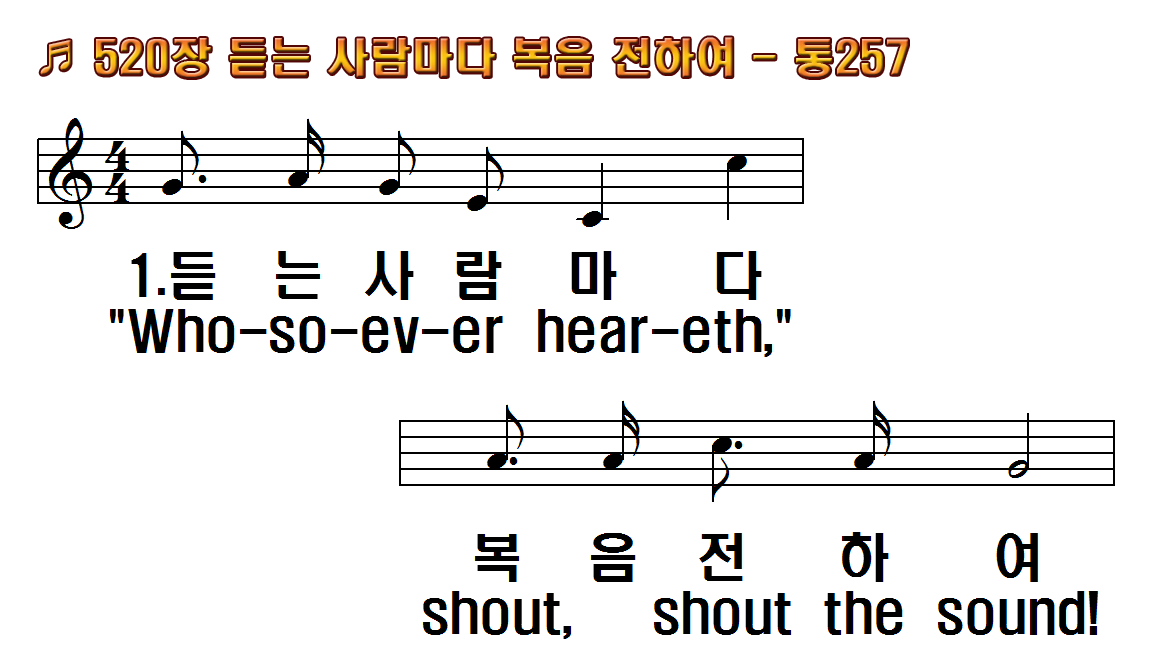 ♬ 520장 듣는 사람마다 복음 전하여 - 통257
1.듣 는 사 람 마 다
"Who-so-ev-er hear-eth,"
복 음 전 하 여
shout, shout the sound!